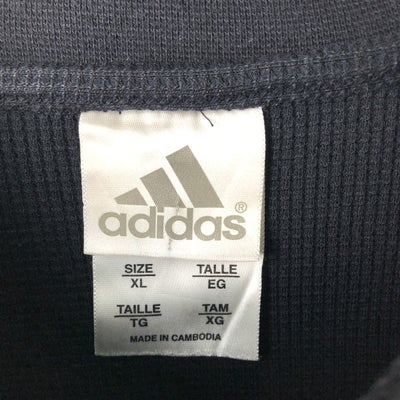 adidas®
SIZE TALLE
XL EG
TAILLE TAM
TG XG
MADE IN CAMBODIA